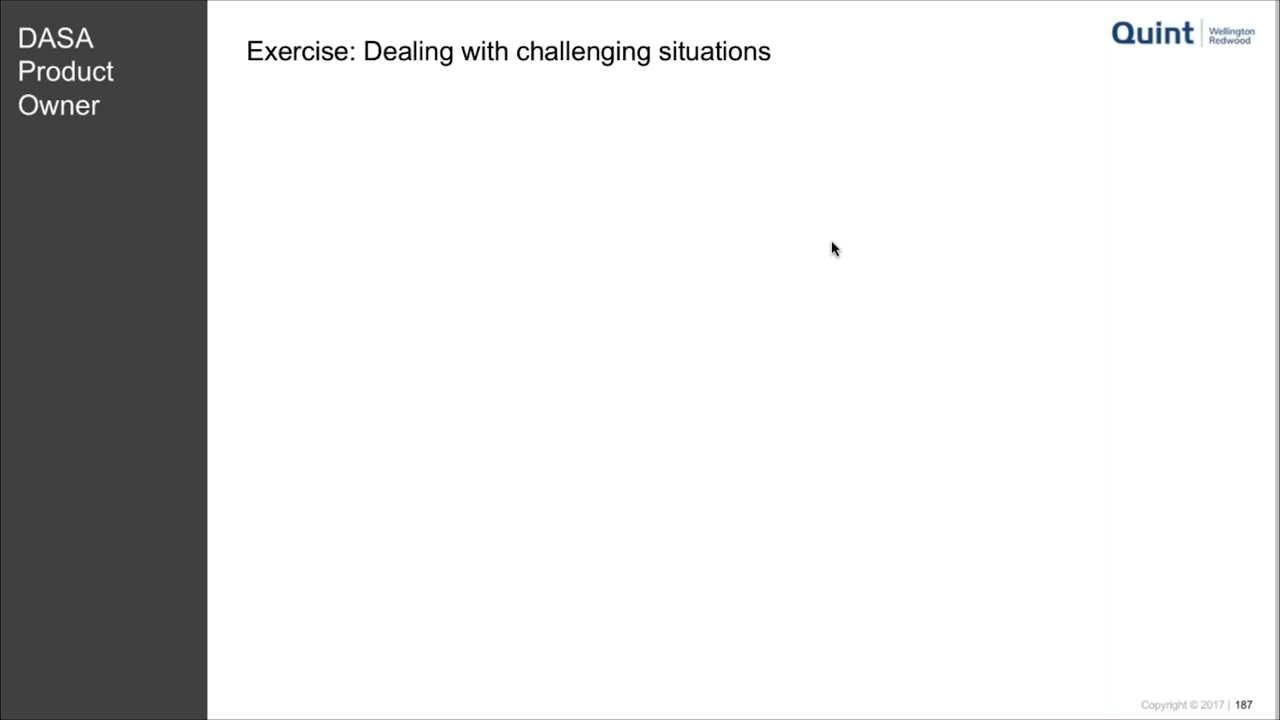 DASA
Product
Owner
Exercise: Dealing with challenging situations
Quint
Wellington
Redwood
Copyright © 2017 | 187